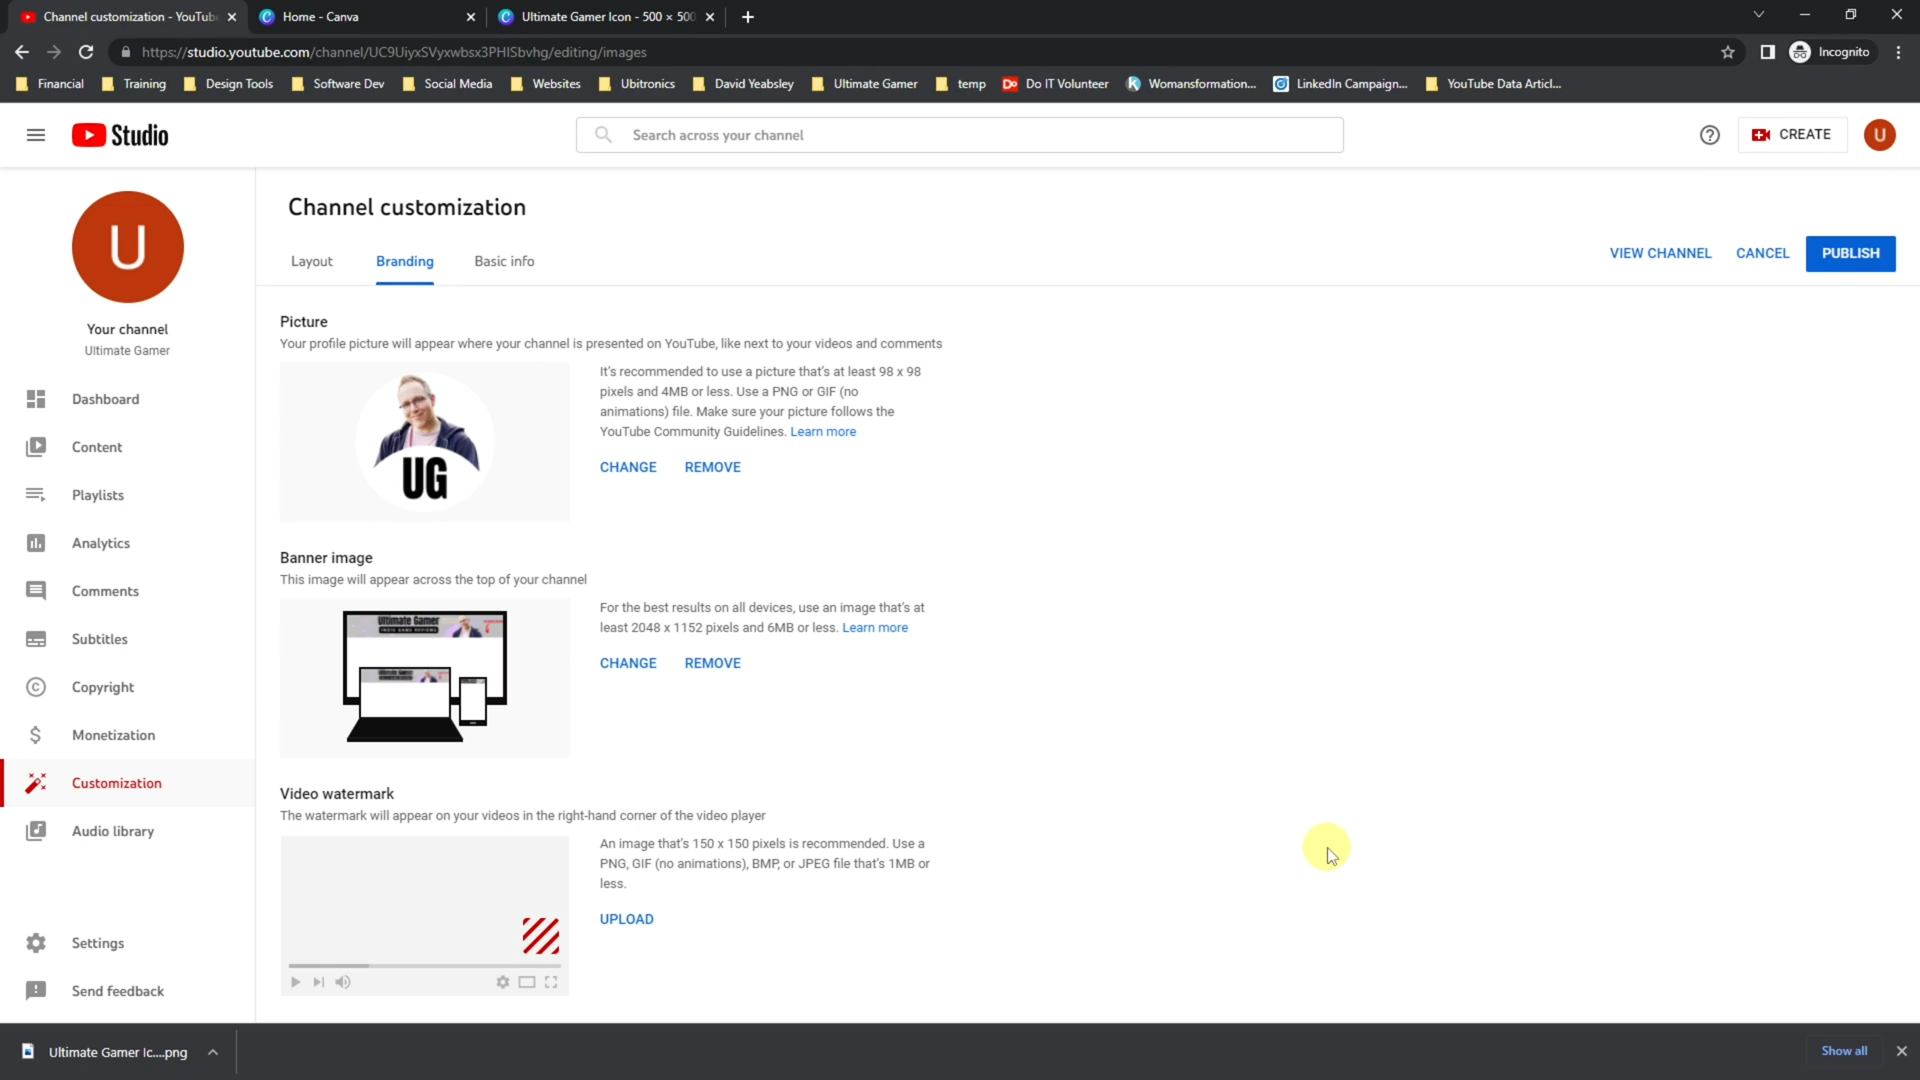 Channel customization - YouTub
Home - Canva
Ultimate Gamer Icon - 500 × 500
https://studio.youtube.com/channel/UC9UiyxSVyxwbsx3PHISbvhg/editing/images
Incognito
Financial
Training
Design Tools
Software Dev
Social Media
Websites
Ubitronics
David Yeabsley
Ultimate Gamer
temp
Do Do IT Volunteer
K Womansformation...
LinkedIn Campaign...
YouTube Data Articl...
Studio
Search across your channel
CREATE
U
U
Your channel
Ultimate Gamer
Dashboard
Content
Playlists
Analytics
Comments
Subtitles
Copyright
Monetization
Customization
Audio library
Settings
Send feedback
Channel customization
Layout
Branding
Basic info
VIEW CHANNEL
CANCEL
PUBLISH
Picture
Your profile picture will appear where your channel is presented on YouTube, like next to your videos and comments
UG
It's recommended to use a picture that's at least 98 x 98
pixels and 4MB or less. Use a PNG or GIF (no
animations) file. Make sure your picture follows the
YouTube Community Guidelines. Learn more
CHANGE
REMOVE
Banner image
This image will appear across the top of your channel
Ultimate Gamer
INDIE GAME REVIEWS
For the best results on all devices, use an image that's at
least 2048 x 1152 pixels and 6MB or less. Learn more
CHANGE
REMOVE
Video watermark
The watermark will appear on your videos in the right-hand corner of the video player
An image that's 150 x 150 pixels is recommended. Use a
PNG, GIF (no animations), BMP, or JPEG file that's 1MB or
less.
UPLOAD
Ultimate Gamer Ic....png
Show all